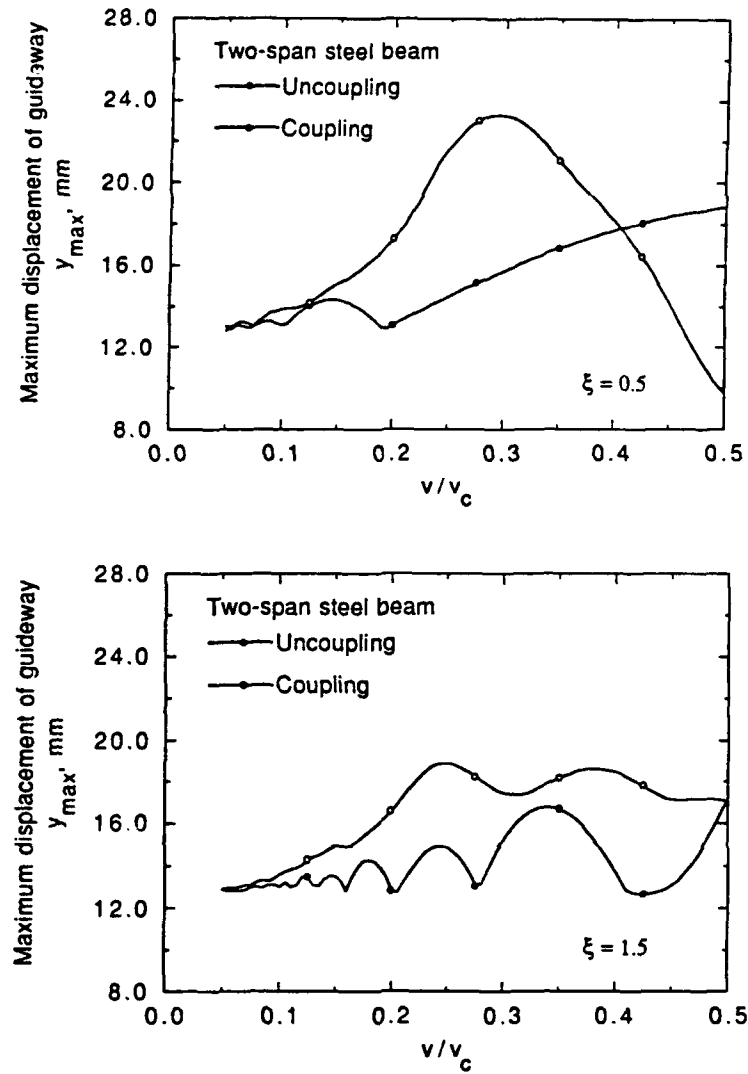 28.0
24.0
20.0
16.0
12.0
8.0
Maximum displacement of guideway
y max, mm
Two-span steel beam
Uncoupling
Coupling
ξ = 0.5
0.0 0.1 0.2 0.3 0.4 0.5
v/vc
28.0
24.0
20.0
16.0
12.0
8.0
Maximum displacement of guideway
y max, mm
Two-span steel beam
Uncoupling
Coupling
ξ = 1.5
0.0 0.1 0.2 0.3 0.4 0.5
v/vc